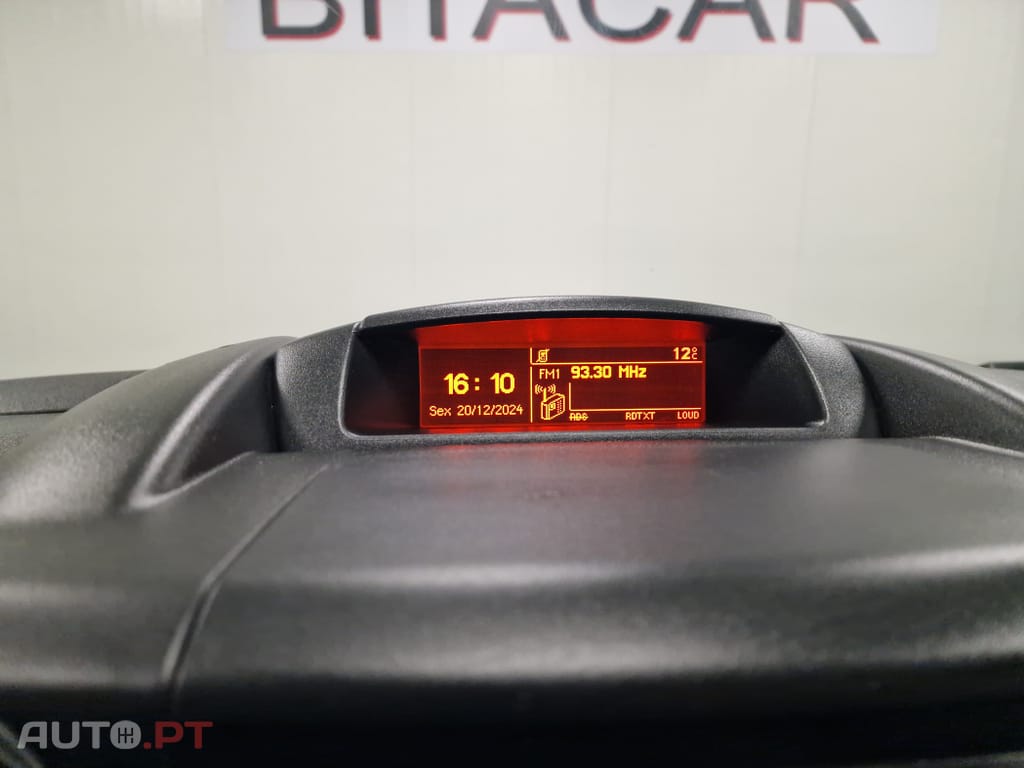 BITACAR
12°C
FM1 93.30 MHz
16:10
Sex 20/12/2024
RDTXT LOUD
AUTO.PT